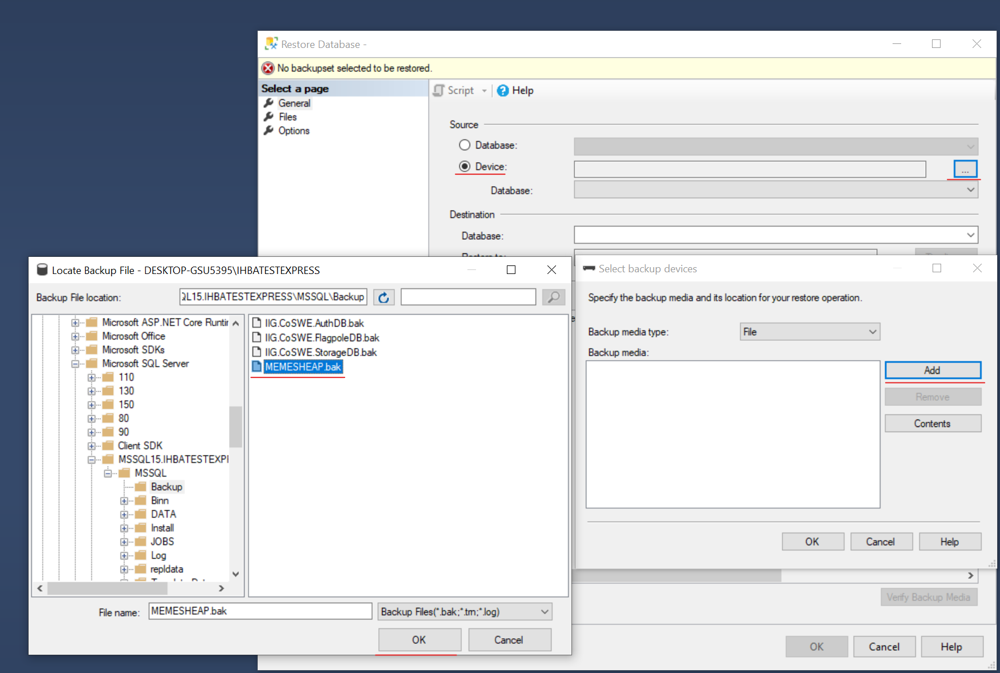 Restore Database -
No backupset selected to be restored.
Select a page
General
Files
Options
Script
Help
Source
Database:
Device:
...
Database:
Destination
Database:
Locate Backup File - DESKTOP-GSU5395\IHBATESTEXPRESS
Backup File location:
L15.IHBATESTEXPRESS\MSSQL\Backup
Microsoft ASP.NET Core Runtir
Microsoft Office
Microsoft SDKs
Microsoft SQL Server
110
130
150
80
90
Client SDK
MSSQL15.IHBATESTEXPI
MSSQL
Backup
Binn
DATA
Install
JOBS
Log
repldata
IIG.CoSWE.AuthDB.bak
IIG.CoSWE.FlagpoleDB.bak
IIG.CoSWE.StorageDB.bak
MEMESHEAP.bak
File name:
MEMESHEAP.bak
Backup Files(*.bak;*.trn;*.log)
OK
Cancel
Select backup devices
Specify the backup media and its location for your restore operation.
Backup media type:
File
Backup media:
Add
Remove
Contents
OK
Cancel
Help
Verify Backup Media
OK
Cancel
Help